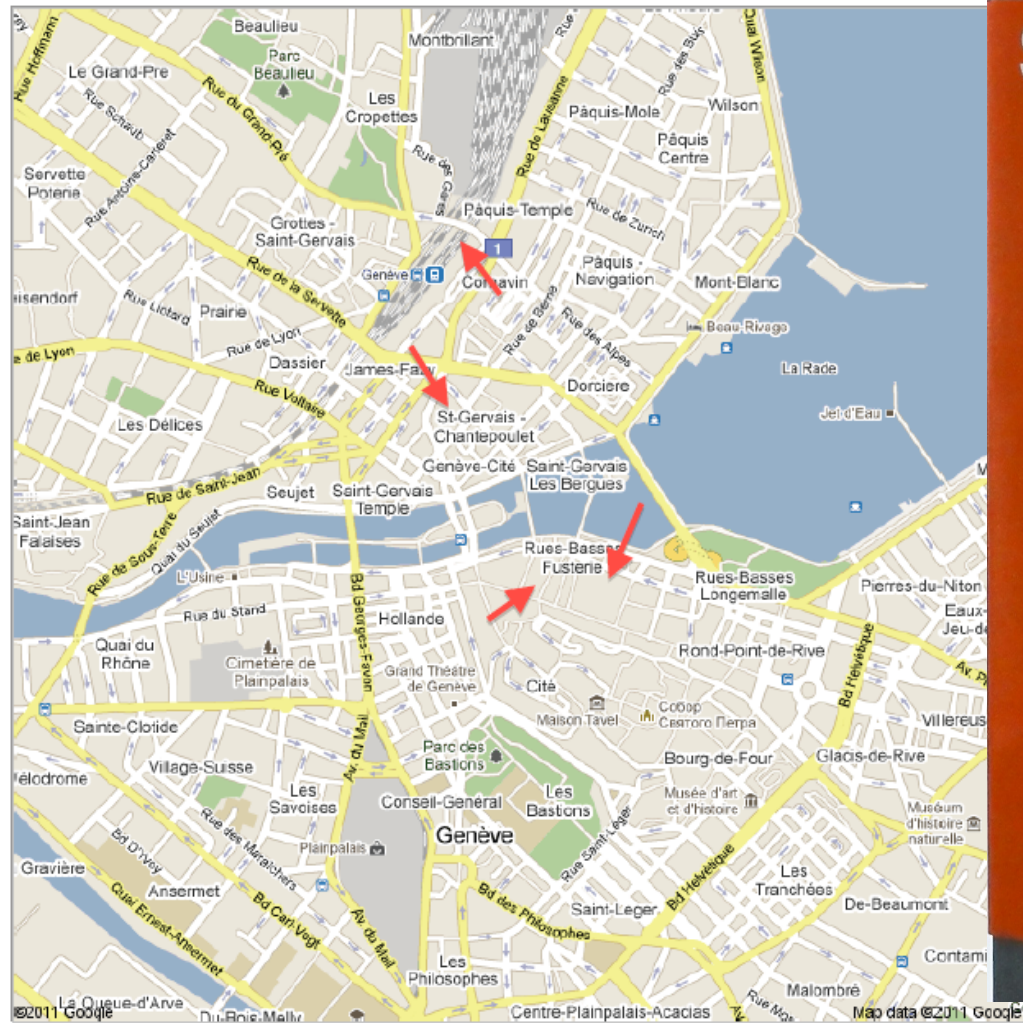 Beaulieu
Montbrillant
Rue Hoffmann
Quai Wilson
Le Grand-Pre
Parc
Beaulieu
Rue des Buis
Rue du Grand-Pré
Les
Cropettes
Rue de Lausanne
Pâquis-Mole
Wilson
Rue Schaub
Rue Antoine-Carteret
Pâquis
Centre
Rue des Gares
Servette
Poterie
Pâquis-Temple
Rue de Zurich
Grottes -
Saint-Gervais
1
Genève
Cornavin
Pâquis -
Navigation
Mont-Blanc
Rue de la Servette
Rue Liotard
Prairie
Rue de Berne
Rue des Alpes
Beau-Rivage
Rue de Lyon
e de Lyon
Dassier
James-Fazy
La Rade
Rue Voltaire
Dorciere
Les Délices
St-Gervais -
Chantepoulet
Jet d'Eau
Genève-Cité
Saint-Gervais
Les Bergues
Rue de Saint-Jean
Seujet
Saint-Gervais
Temple
Saint-Jean
Falaises
Quai du Seujet
Rue de Sous-Terre
Rues-Basses
Fusterie
L'Usine
Rues-Basses
Longemalle
Pierres-du-Niton
Rue du Stand
Hollande
Eaux-
Jeu-de
Bd Georges-Favon
Quai du
Rhône
Cimetère de
Plainpalais
Grand Théâtre
de Genève
Rond-Point-de-Rive
Bd Helvétique
Cité
Maison Tavel
Собор
Святого Петра
Sainte-Clotide
Villereus
Av. du Mail
Parc des
Bastions
Bourg-de-Four
Glacis-de-Rive
Village-Suisse
élodrome
Les
Savoises
Conseil-Général
Les
Bastions
Musée d'art
et d'histoire
Muséum
d'histoire
naturelle
Rue des Maraîchers
Plainpalais
Genève
Rue Saint-Léger
Bd D'Yvoy
Gravière
Ansermet
Bd Helvétique
Les
Tranchées
Bd des Philosophes
Saint-Leger
De-Beaumont
Quai Ernest-Ansermet
Bd Carl-Vogt
Av. du Mail
Les
Philosophes
Contami
Malombré
La Queue-d'Arve
Du-Bois-Melly
Centre-Plainpalais-Acacias
©2011 Google
Map data ©2011 Google